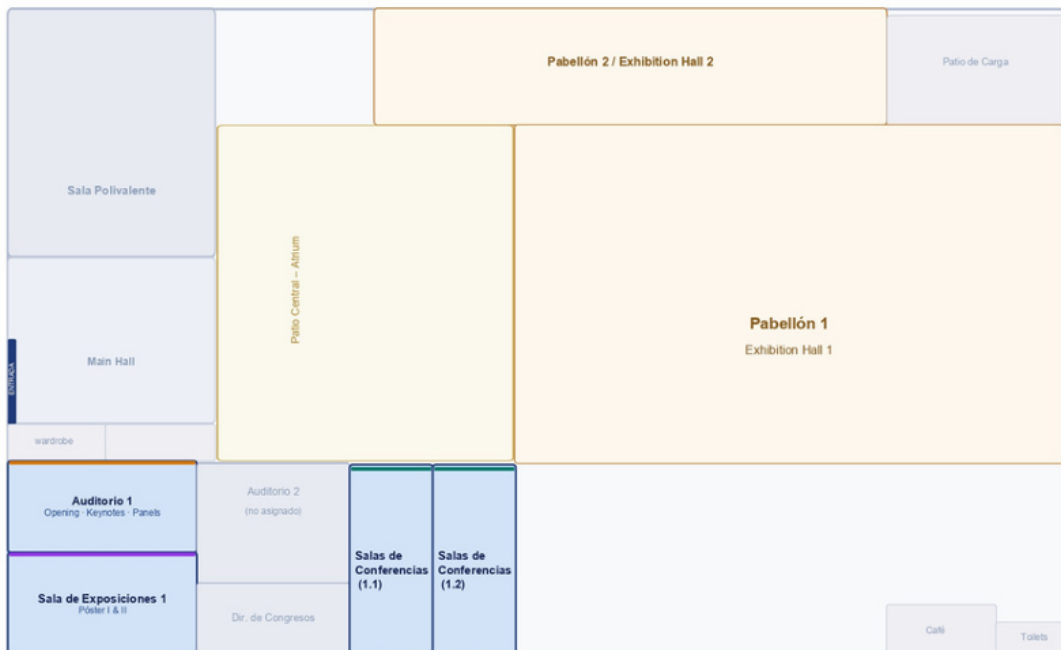 Pabellón 2 / Exhibition Hall 2
Patio de Carga
Sala Polivalente
Patio Central – Atrium
Pabellón 1
Exhibition Hall 1
Main Hall
ENTRADA
wardrobe
Auditorio 1
Opening · Keynotes · Panels
Auditorio 2
(no asignado)
Salas de
Conferencias
(1.1)
Salas de
Conferencias
(1.2)
Sala de Exposiciones 1
Póster I & II
Dir. de Congresos
Café
Toilets